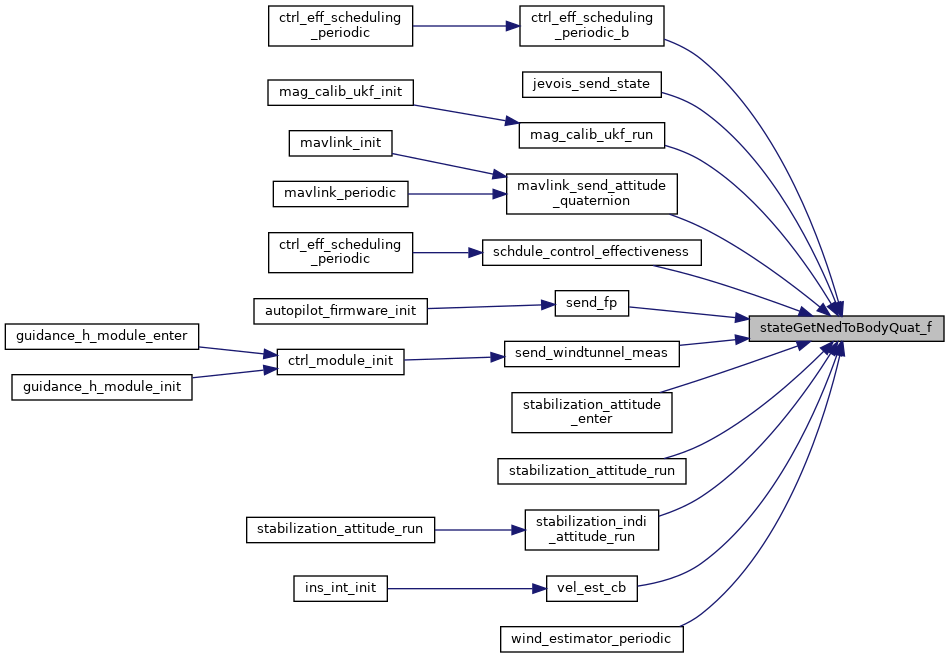 ctrl_eff_scheduling
_periodic
ctrl_eff_scheduling
_periodic_b
jevois_send_state
mag_calib_ukf_init
mag_calib_ukf_run
mavlink_init
mavlink_periodic
mavlink_send_attitude
_quaternion
ctrl_eff_scheduling
_periodic
schdule_control_effectiveness
autopilot_firmware_init
send_fp
stateGetNedToBodyQuat_f
guidance_h_module_enter
guidance_h_module_init
ctrl_module_init
send_windtunnel_meas
stabilization_attitude
_enter
stabilization_attitude_run
stabilization_attitude_run
stabilization_indi
_attitude_run
ins_int_init
vel_est_cb
wind_estimator_periodic